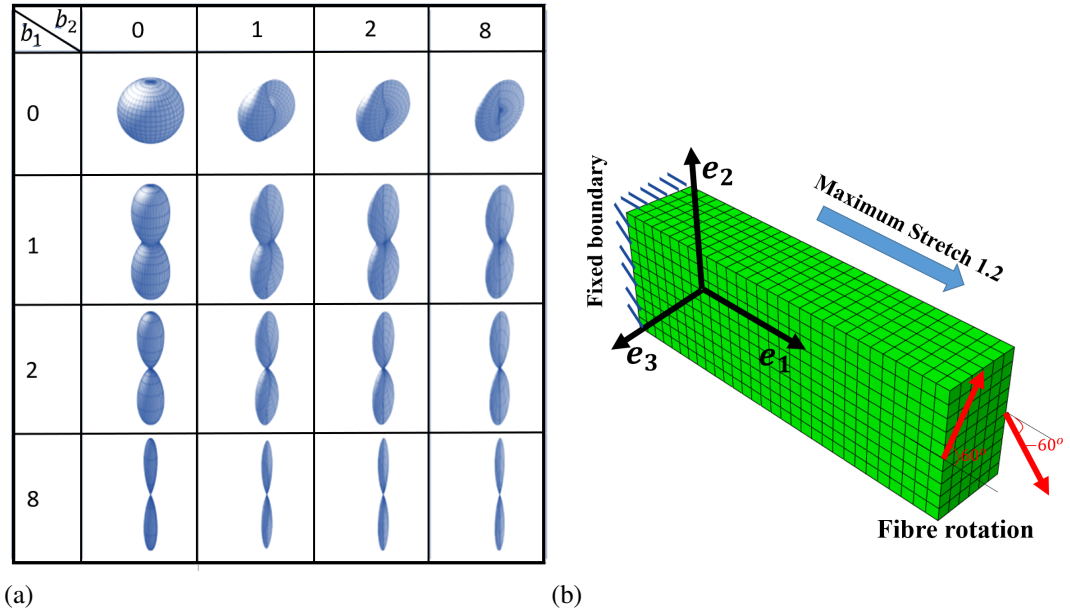 b₁ b₂ 0 1 2 8
0
1
2
8
(a)
Fixed boundary
e₂
Maximum Stretch 1.2
e₃
e₁
60°
−60°
Fibre rotation
(b)